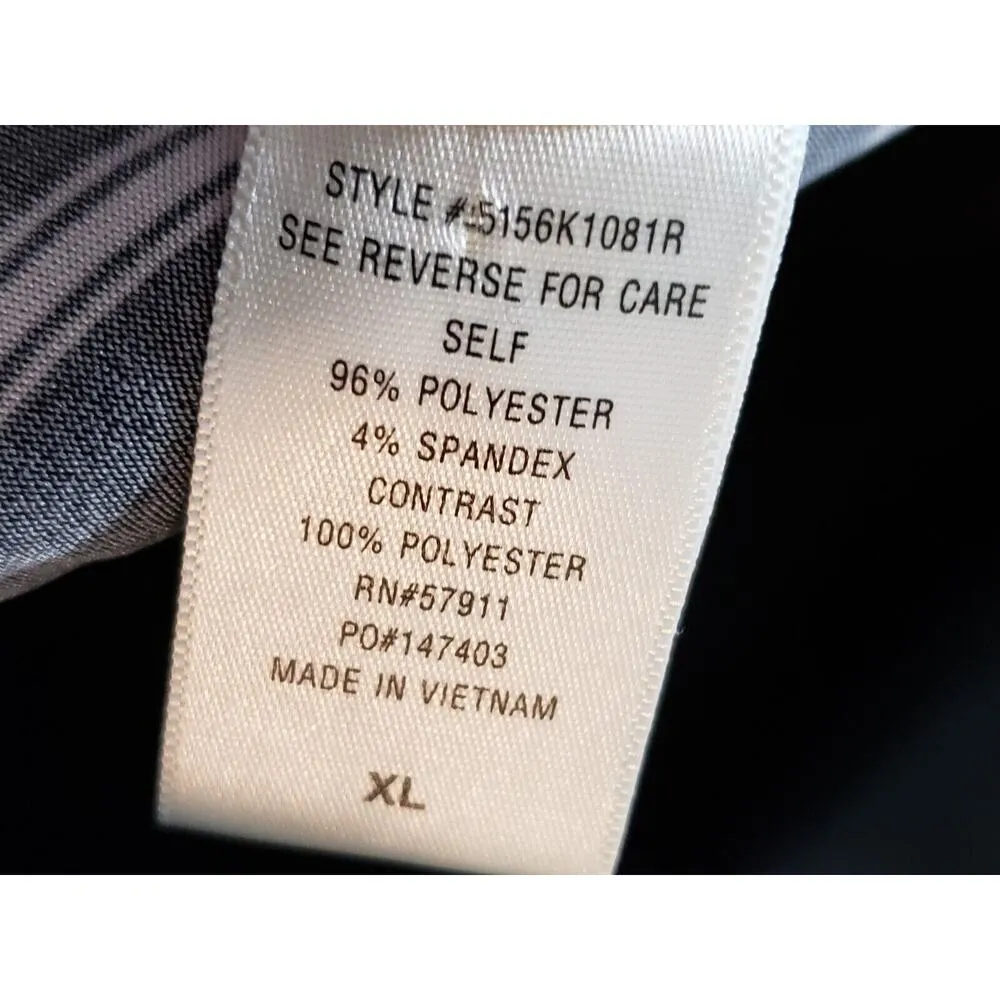 STYLE #5156K1081R
SEE REVERSE FOR CARE
SELF
96% POLYESTER
4% SPANDEX
CONTRAST
100% POLYESTER
RN#57911
PO#147403
MADE IN VIETNAM
XL